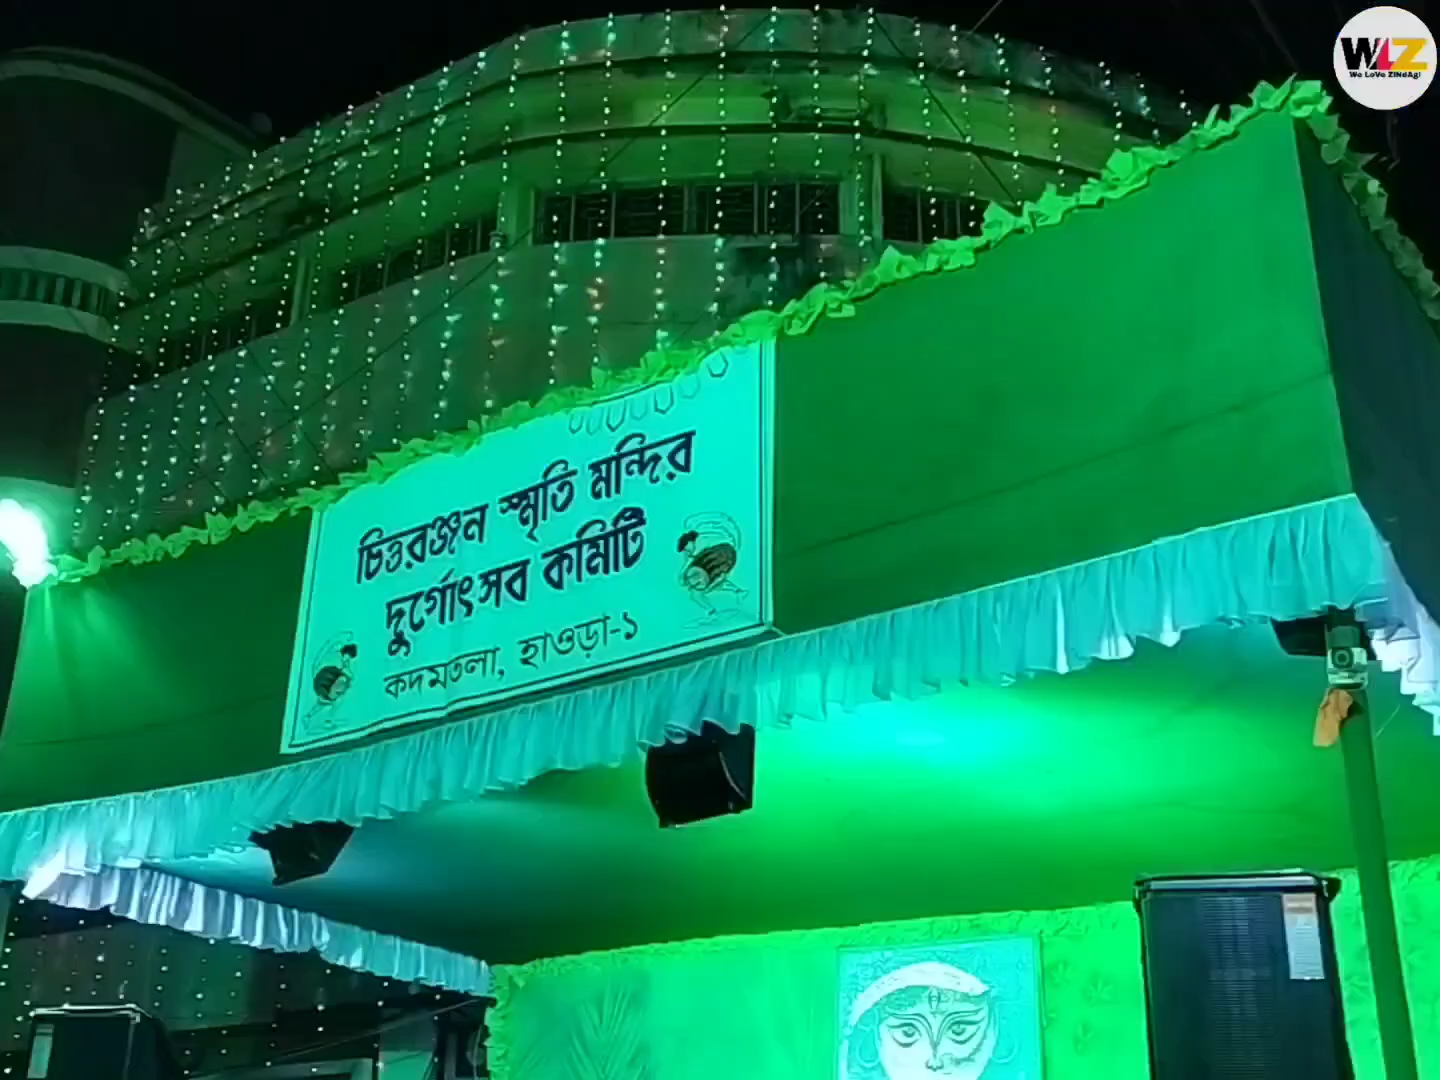 WLZ
We LoVe ZINdAgI
চিত্তরঞ্জন স্মৃতি মন্দির
দুর্গোৎসব কমিটি
কদমতলা, হাওড়া-১